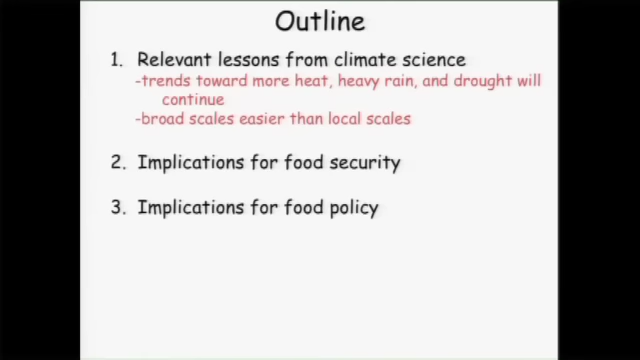 Outline
1. Relevant lessons from climate science
-trends toward more heat, heavy rain, and drought will
continue
-broad scales easier than local scales
2. Implications for food security
3. Implications for food policy